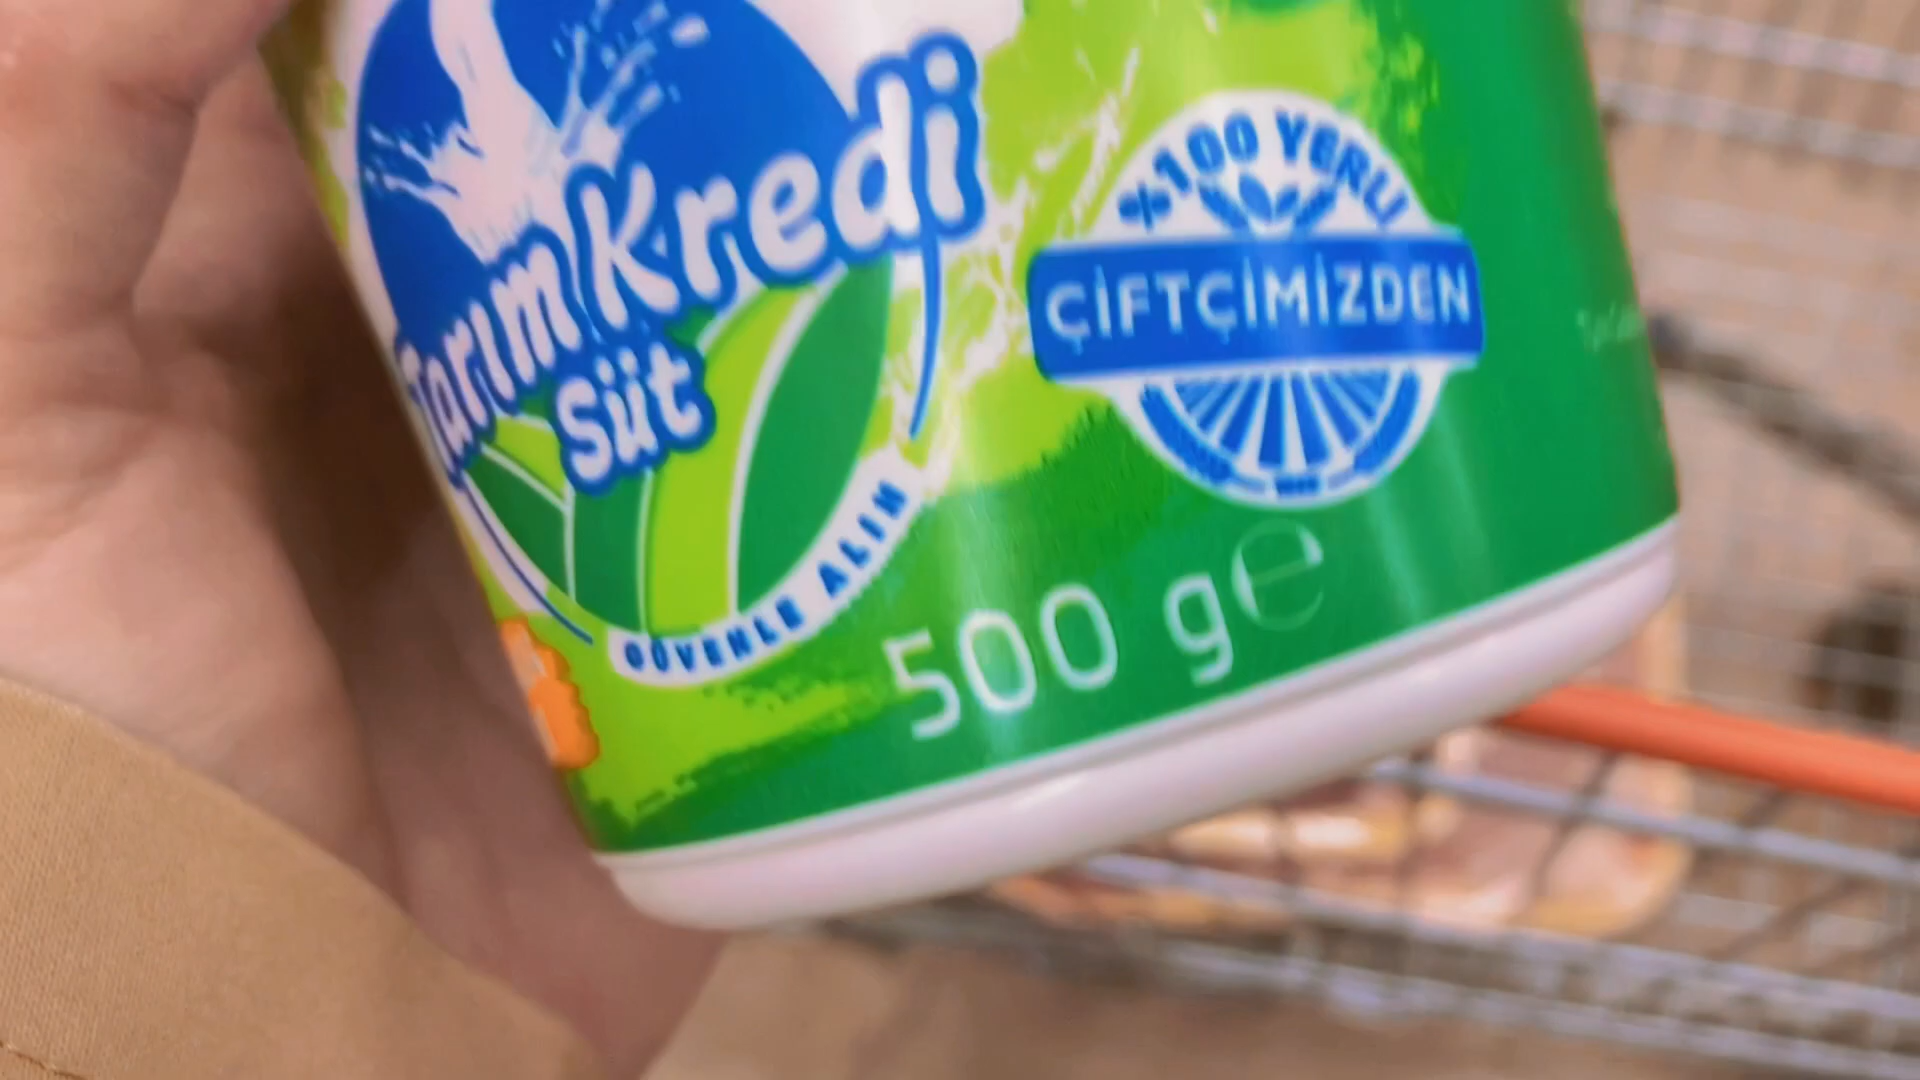 Tarım Kredi
süt
GÜVENLE ALIN
%100 YERLİ
ÇİFTÇİMİZDEN
500 g e